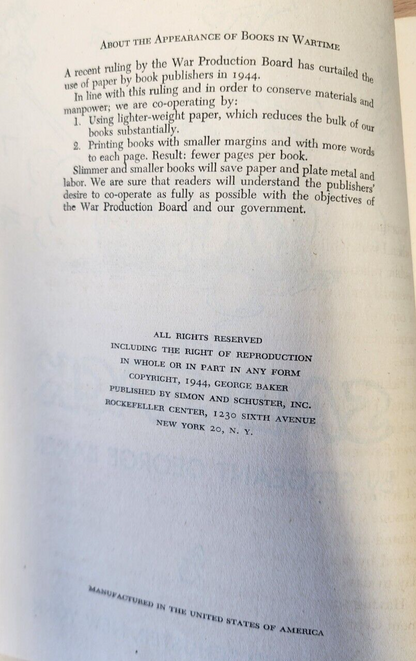 ABOUT THE APPEARANCE OF BOOKS IN WARTIME
A recent ruling by the War Production Board has curtailed the
use of paper by book publishers in 1944.
In line with this ruling and in order to conserve materials and
manpower; we are co-operating by:
1. Using lighter-weight paper, which reduces the bulk of our
books substantially.
2. Printing books with smaller margins and with more words
to each page. Result: fewer pages per book.
Slimmer and smaller books will save paper and plate metal and
labor. We are sure that readers will understand the publishers'
desire to co-operate as fully as possible with the objectives of
the War Production Board and our government.
ALL RIGHTS RESERVED
INCLUDING THE RIGHT OF REPRODUCTION
IN WHOLE OR IN PART IN ANY FORM
COPYRIGHT, 1944, GEORGE BAKER
PUBLISHED BY SIMON AND SCHUSTER, INC.
ROCKEFELLER CENTER, 1230 SIXTH AVENUE
NEW YORK 20, N. Y.
MANUFACTURED IN THE UNITED STATES OF AMERICA